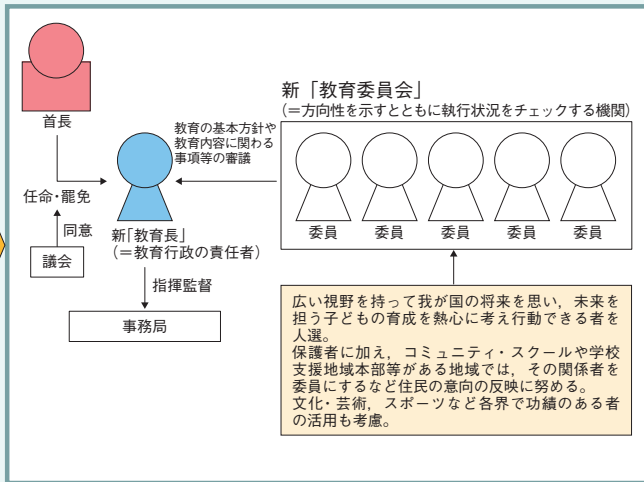 首長
任命・罷免
同意
議会
教育の基本方針や
教育内容に関わる
事項等の審議
新「教育長」
(＝教育行政の責任者)
指揮監督
事務局
新「教育委員会」
(＝方向性を示すとともに執行状況をチェックする機関)
委員 委員 委員 委員 委員
広い視野を持って我が国の将来を思い，未来を
担う子どもの育成を熱心に考え行動できる者を
人選。
保護者に加え，コミュニティ・スクールや学校
支援地域本部等がある地域では，その関係者を
委員にするなど住民の意向の反映に努める。
文化・芸術，スポーツなど各界で功績のある者
の活用も考慮。